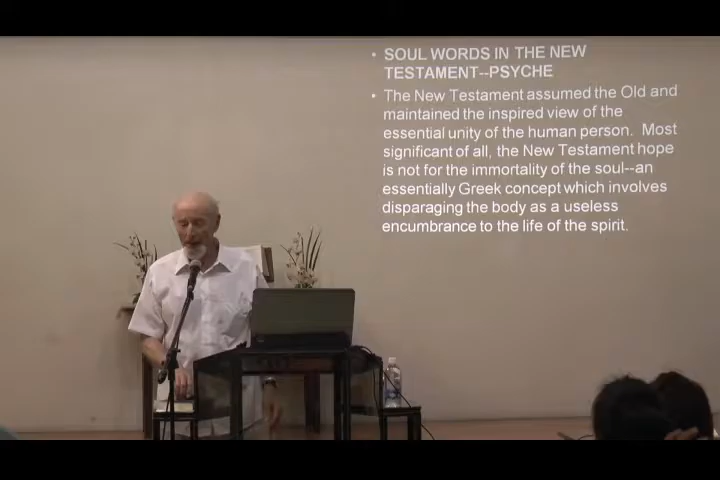 • SOUL WORDS IN THE NEW
TESTAMENT--PSYCHE
• The New Testament assumed the Old and
maintained the inspired view of the
essential unity of the human person. Most
significant of all, the New Testament hope
is not for the immortality of the soul--an
essentially Greek concept which involves
disparaging the body as a useless
encumbrance to the life of the spirit.